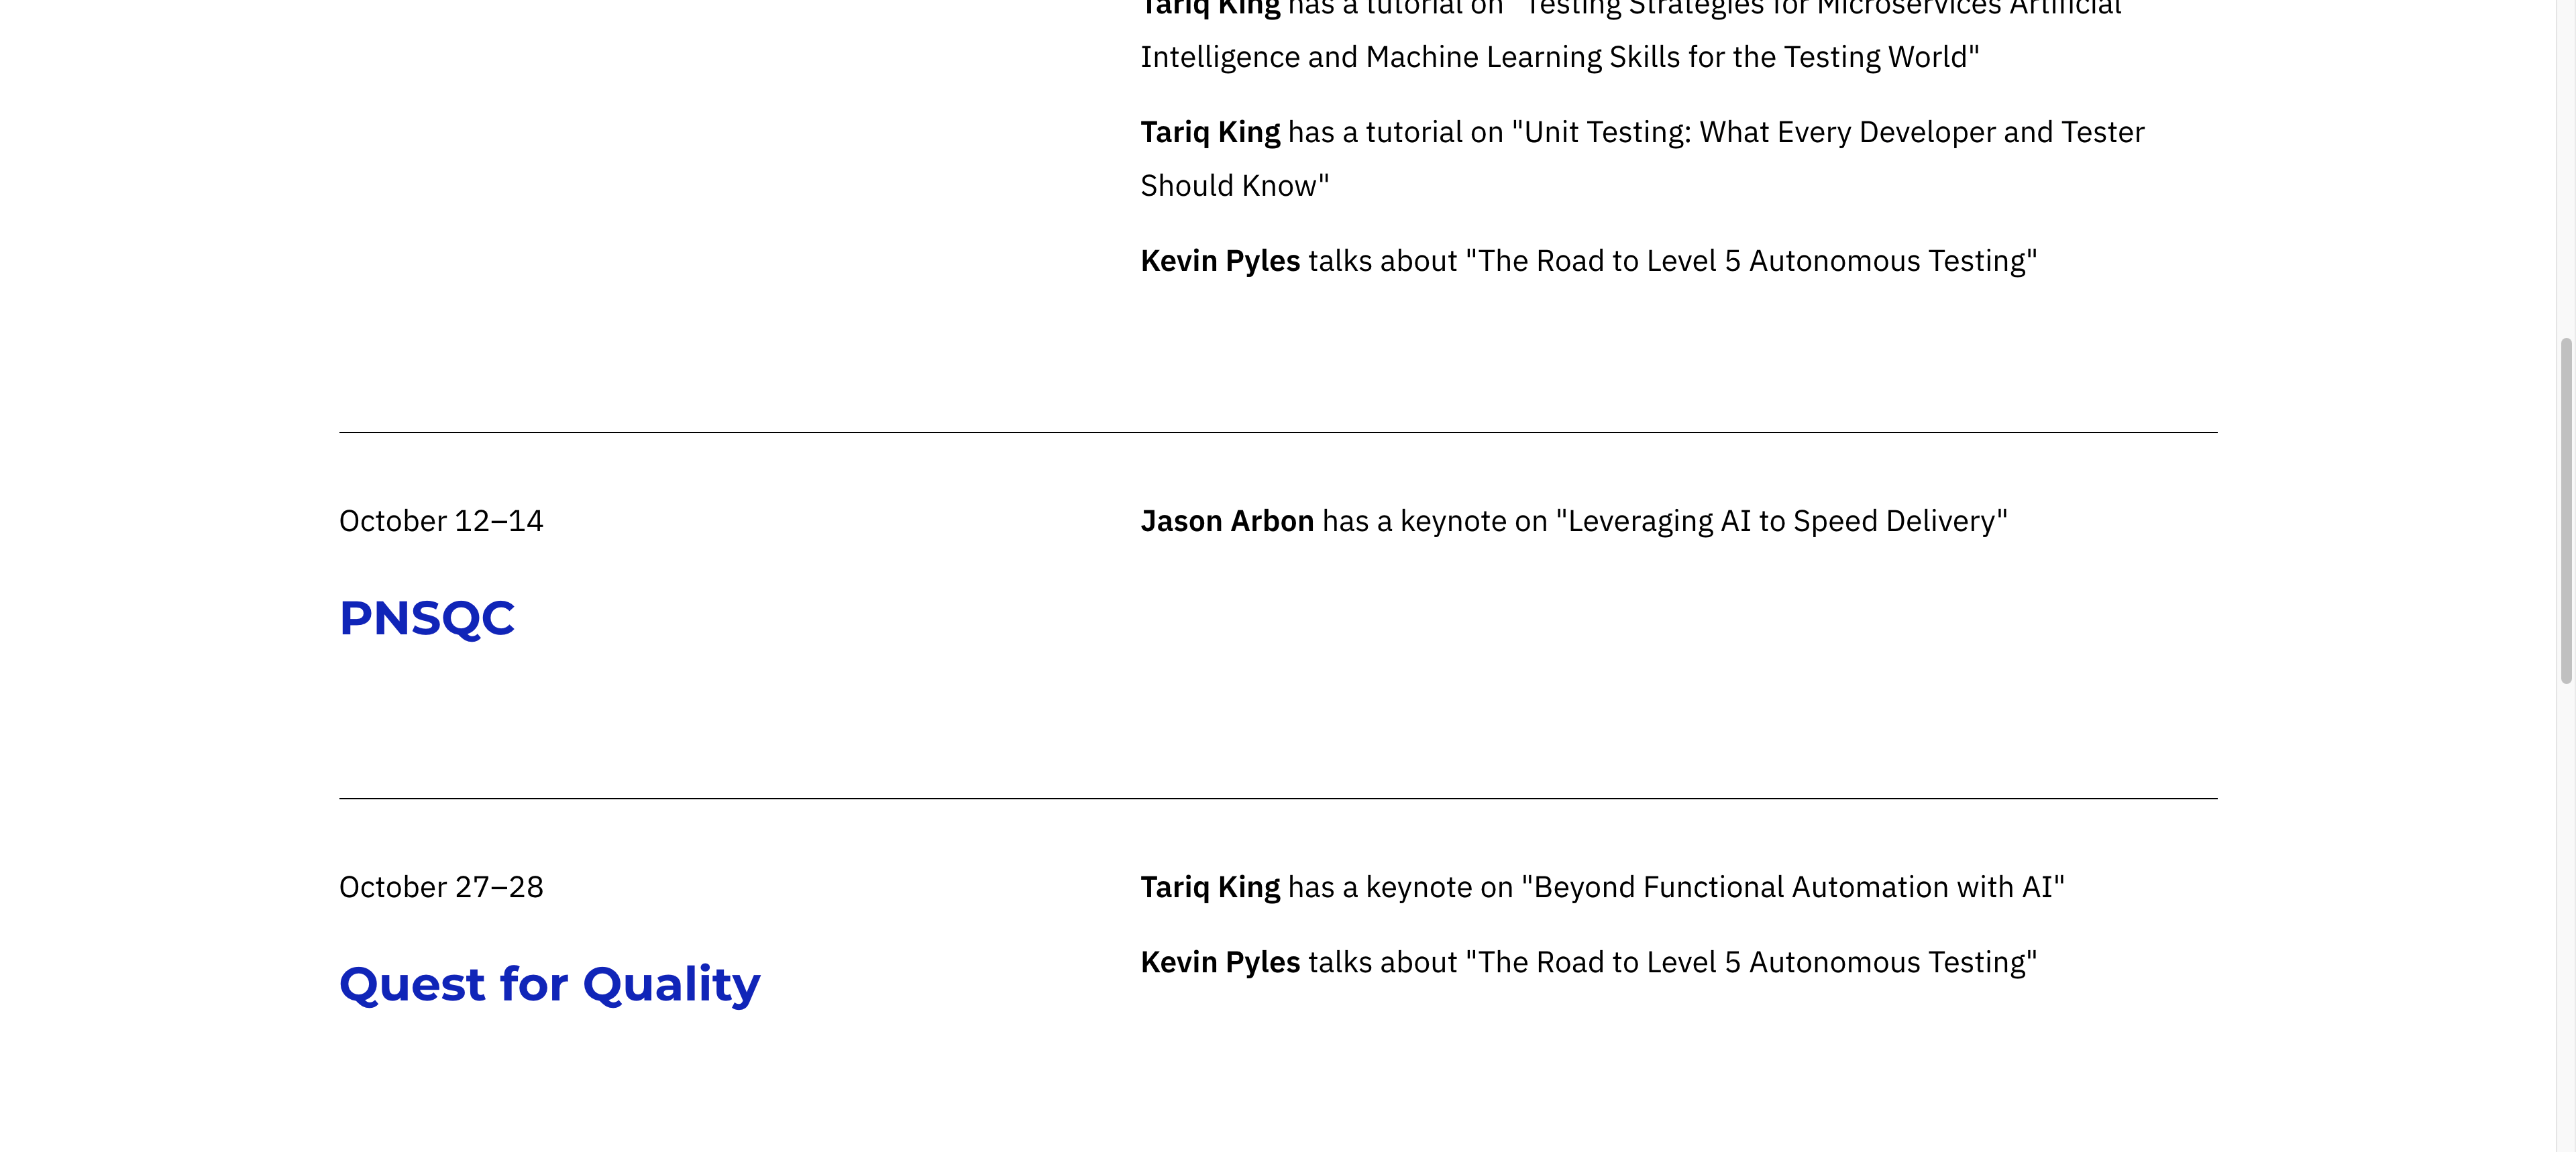 Tariq King has a tutorial on "Testing Strategies for Microservices Artificial
Intelligence and Machine Learning Skills for the Testing World"
Tariq King has a tutorial on "Unit Testing: What Every Developer and Tester
Should Know"
Kevin Pyles talks about "The Road to Level 5 Autonomous Testing"
October 12–14
PNSQC
Jason Arbon has a keynote on "Leveraging AI to Speed Delivery"
October 27–28
Quest for Quality
Tariq King has a keynote on "Beyond Functional Automation with AI"
Kevin Pyles talks about "The Road to Level 5 Autonomous Testing"